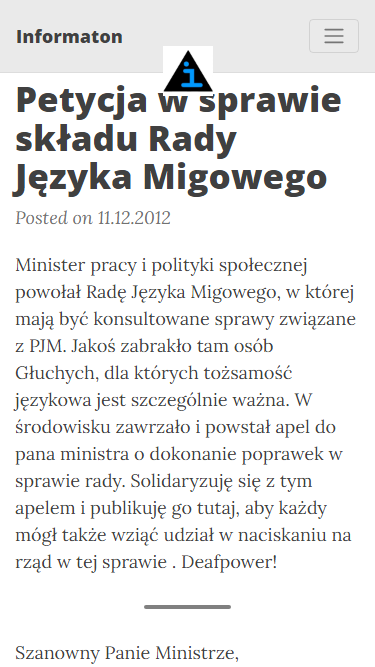 Informaton
Petycja w sprawie
składu Rady
Języka Migowego
Posted on 11.12.2012
Minister pracy i polityki społecznej
powołał Radę Języka Migowego, w której
mają być konsultowane sprawy związane
z PJM. Jakoś zabrakło tam osób
Głuchych, dla których tożsamość
językowa jest szczególnie ważna. W
środowisku zawrzało i powstał apel do
pana ministra o dokonanie poprawek w
sprawie rady. Solidaryzuję się z tym
apelem i publikuję go tutaj, aby każdy
mógł także wziąć udział w naciskaniu na
rząd w tej sprawie . Deafpower!
Szanowny Panie Ministrze,